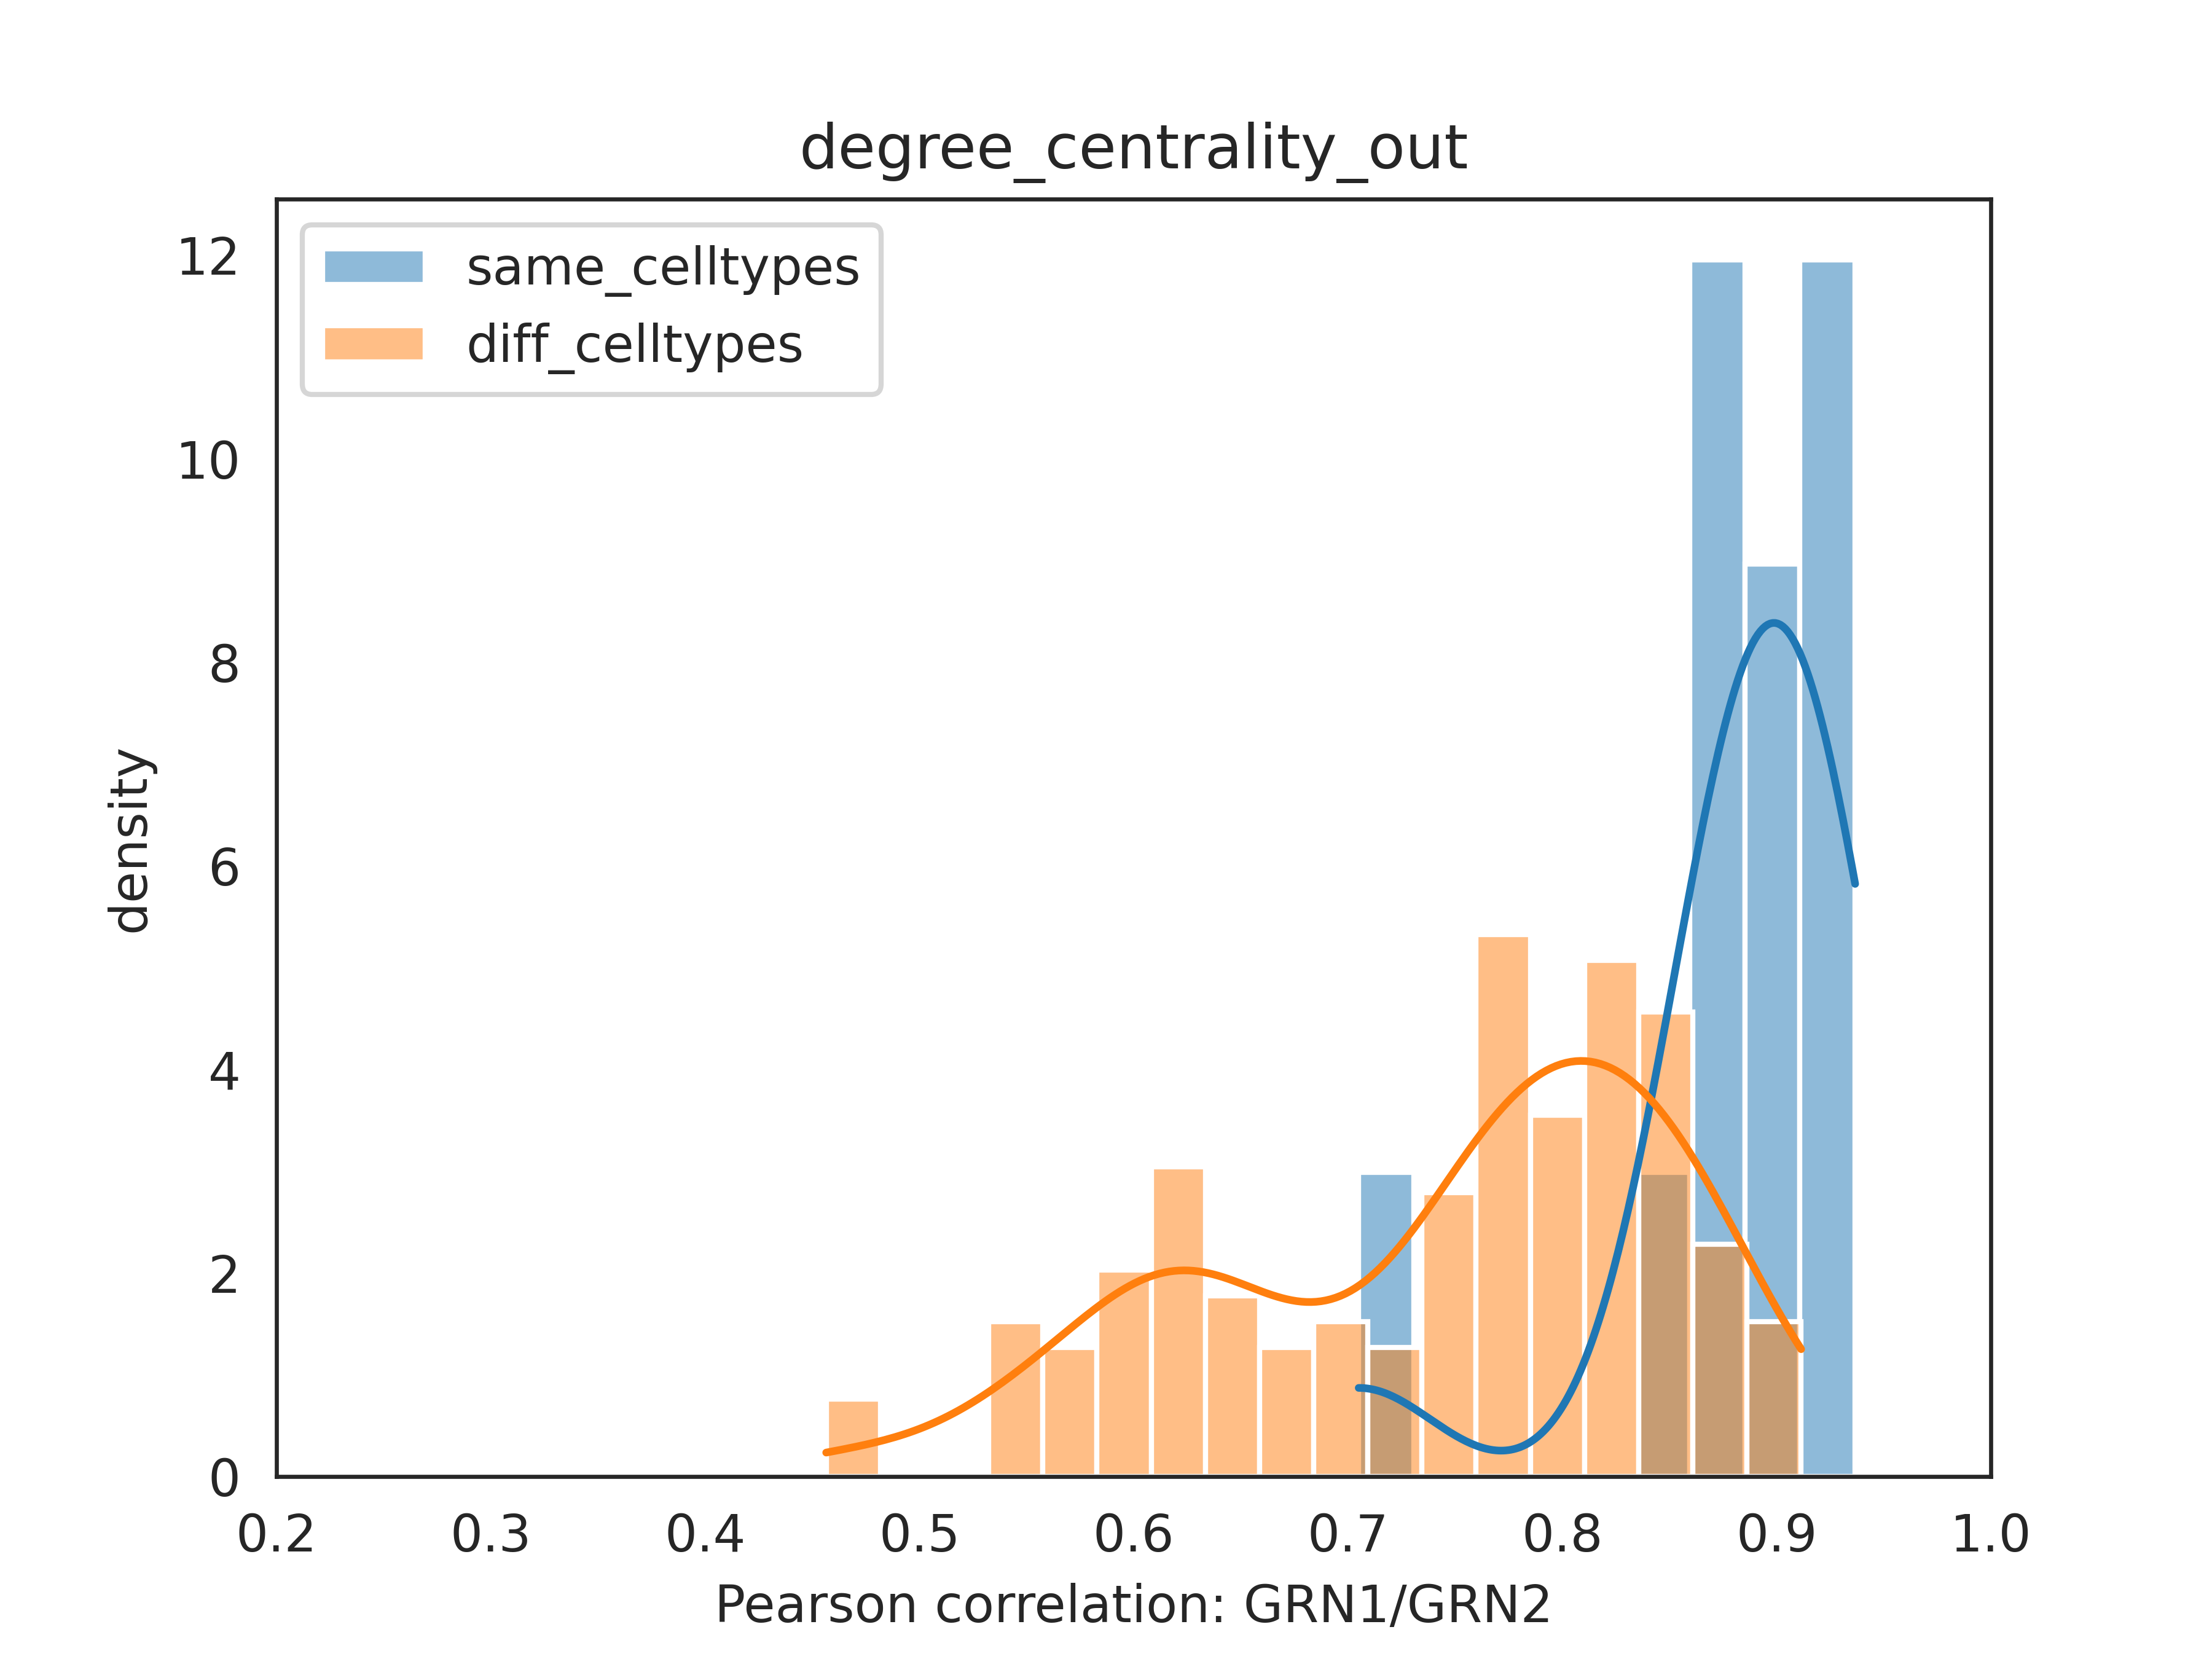 degree_centrality_out
same_celltypes
diff_celltypes
12
10
8
6
4
2
0
density
0.2 0.3 0.4 0.5 0.6 0.7 0.8 0.9 1.0
Pearson correlation: GRN1/GRN2